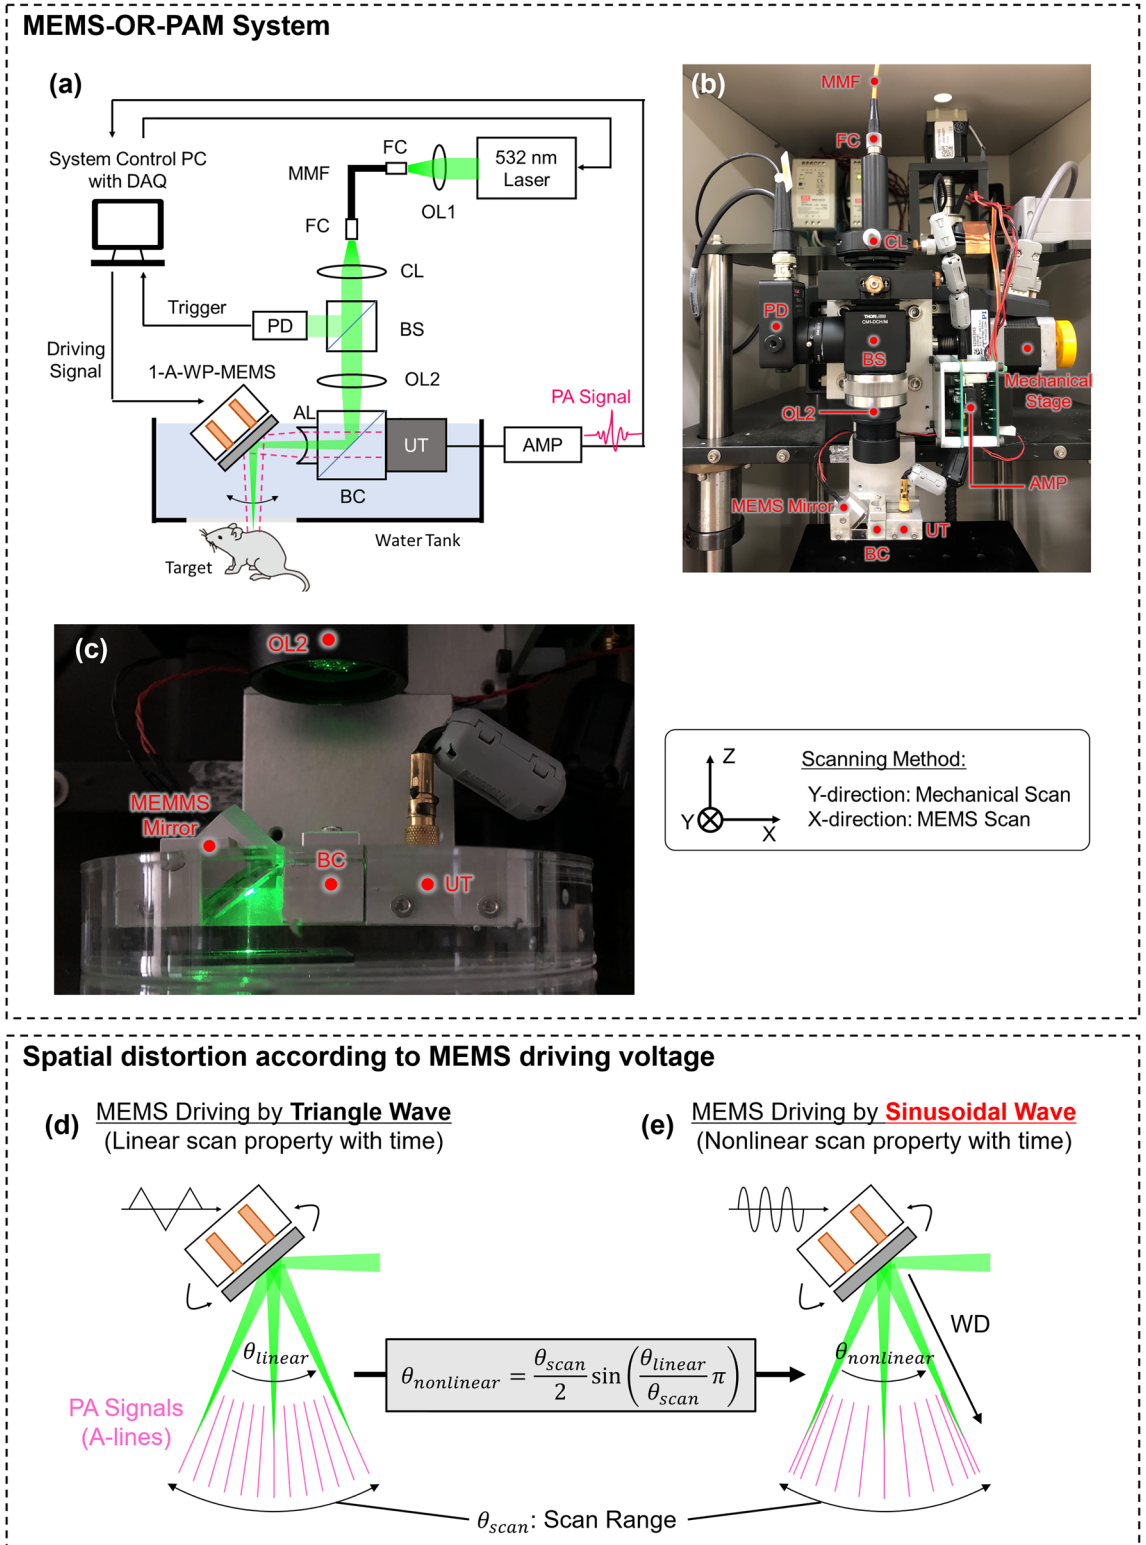 MEMS-OR-PAM System
(a)
System Control PC
with DAQ
MMF
FC
532 nm
Laser
OL1
FC
CL
Trigger
PD
BS
Driving
Signal
1-A-WP-MEMS
OL2
AL
PA Signal
UT
AMP
BC
Water Tank
Target
(b)
MMF
FC
CL
PD
THORLABS
CM1-DCH/M
BS
Mechanical
Stage
OL2
AMP
MEMS Mirror
UT
BC
(c)
OL2
MEMMS
Mirror
BC
UT
Z
Y
X
Scanning Method:
Y-direction: Mechanical Scan
X-direction: MEMS Scan
Spatial distortion according to MEMS driving voltage
(d) MEMS Driving by Triangle Wave
(Linear scan property with time)
(e) MEMS Driving by Sinusoidal Wave
(Nonlinear scan property with time)
θlinear
PA Signals
(A-lines)
θnonlinear = θscan/2 sin(θlinear/θscan π)
WD
θnonlinear
θscan: Scan Range